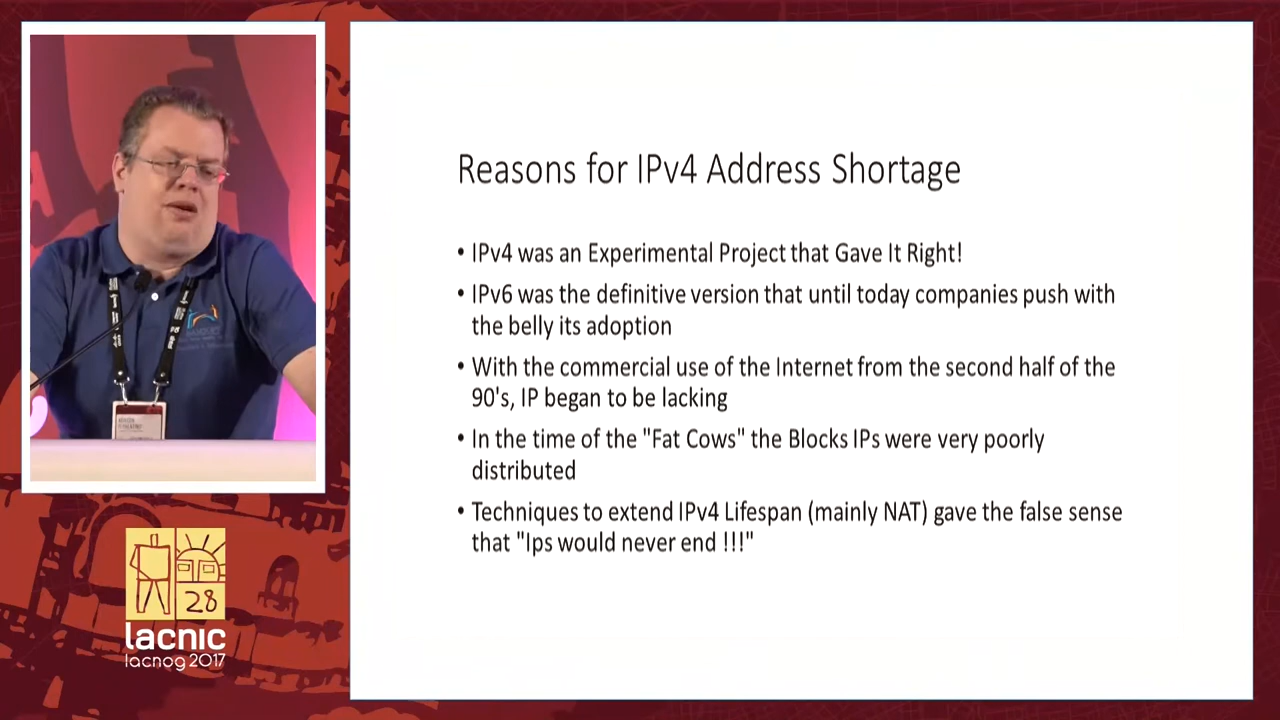 Reasons for IPv4 Address Shortage
• IPv4 was an Experimental Project that Gave It Right!
• IPv6 was the definitive version that until today companies push with
the belly its adoption
• With the commercial use of the Internet from the second half of the
90's, IP began to be lacking
• In the time of the "Fat Cows" the Blocks IPs were very poorly
distributed
• Techniques to extend IPv4 Lifespan (mainly NAT) gave the false sense
that "Ips would never end !!!"
28
lacnic
lacnog 2017